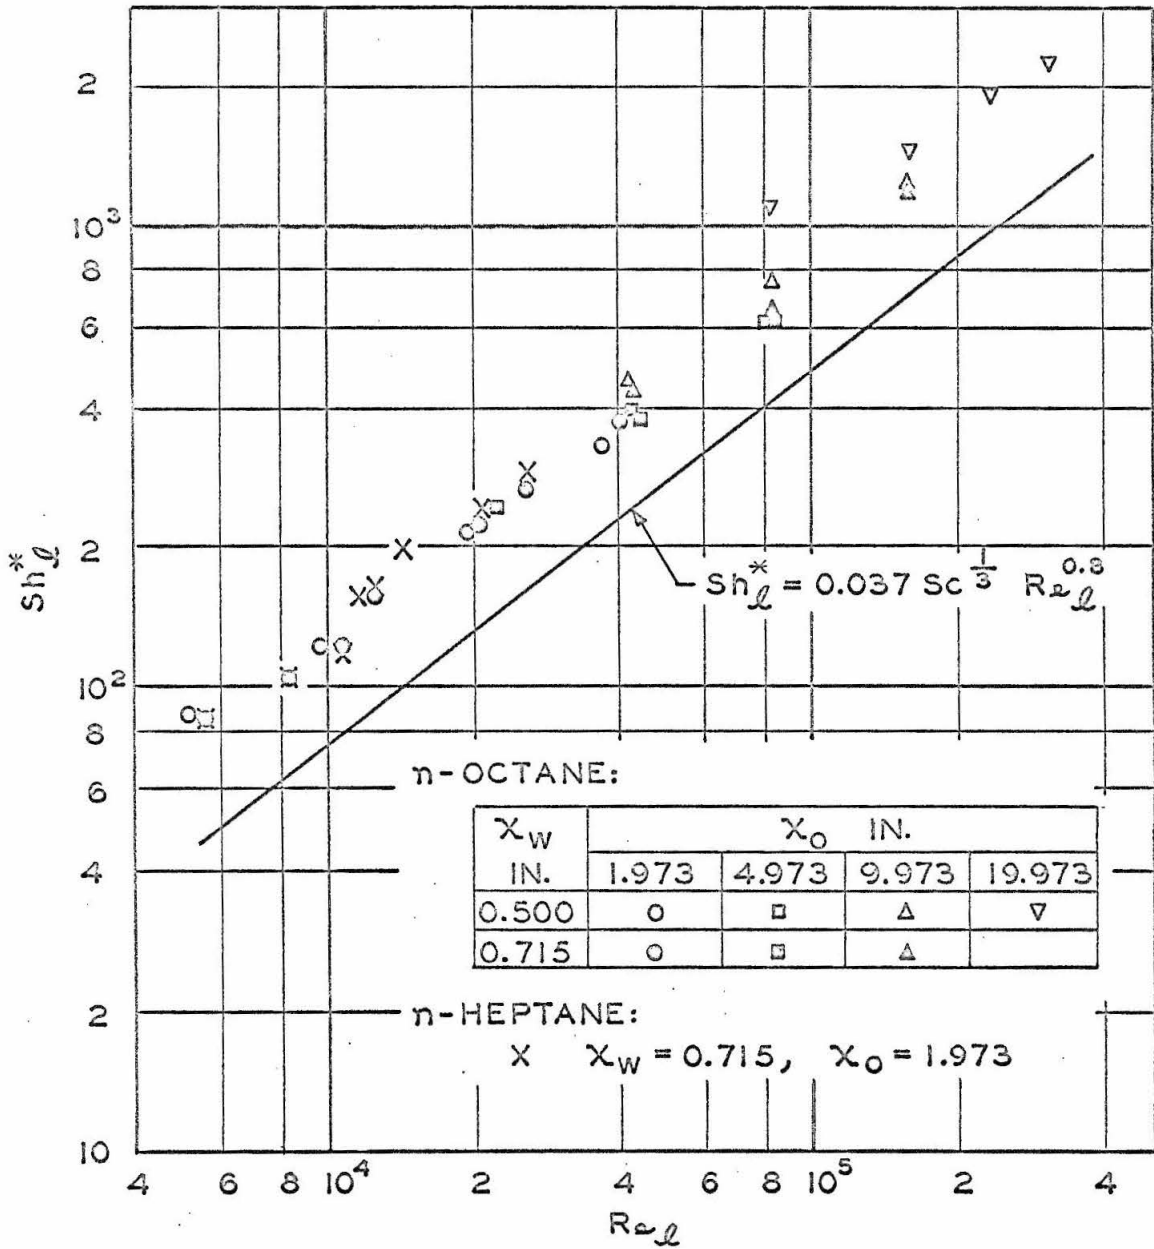 2
10³
8
6
4
2
10²
8
6
4
2
10
Sh*ℓ
Sh*ℓ = 0.037 Sc^1/3 Reℓ^0.8
n-OCTANE:
Xw IN. Xo IN.
1.973 4.973 9.973 19.973
0.500 ○ □ △ ▽
0.715 ○ □ △
n-HEPTANE:
X Xw = 0.715, Xo = 1.973
4 6 8 10⁴ 2 4 6 8 10⁵ 2 4
Reℓ